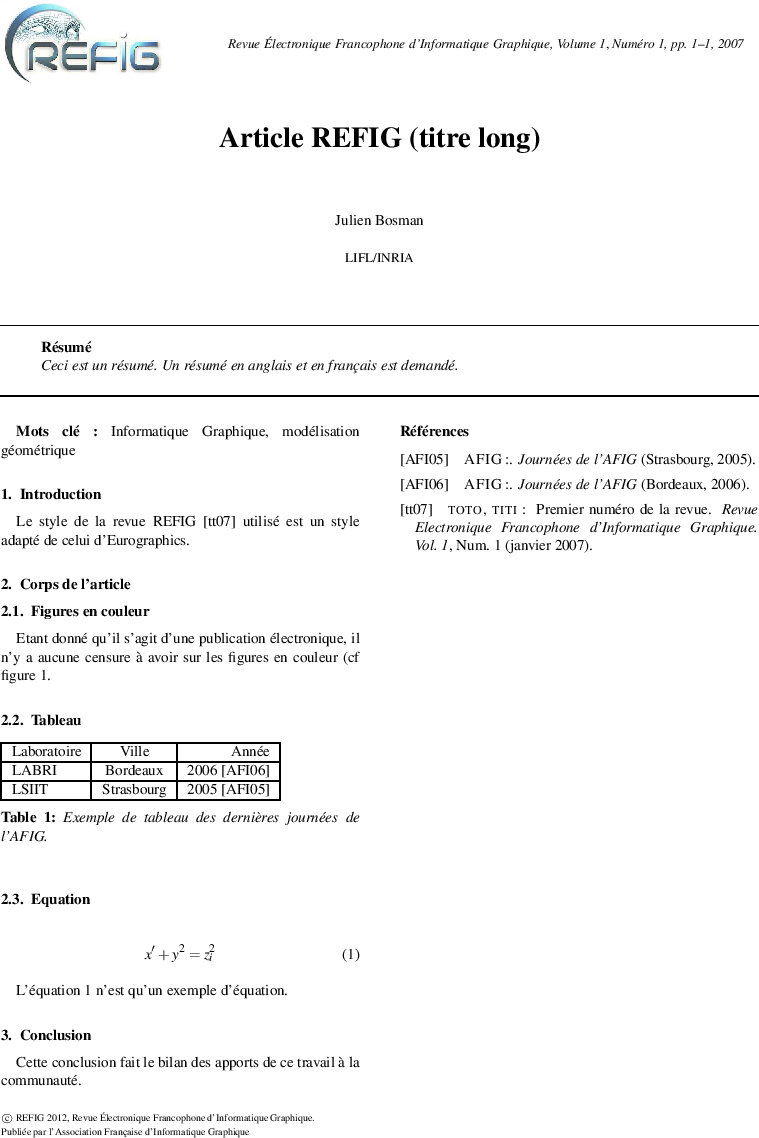 REFIG
Revue Électronique Francophone d'Informatique Graphique, Volume 1, Numéro 1, pp. 1–1, 2007
Article REFIG (titre long)
Julien Bosman
LIFL/INRIA
Résumé
Ceci est un résumé. Un résumé en anglais et en français est demandé.
Mots clé : Informatique Graphique, modélisation
géométrique
1. Introduction
Le style de la revue REFIG [tt07] utilisé est un style
adapté de celui d'Eurographics.
2. Corps de l'article
2.1. Figures en couleur
Etant donné qu'il s'agit d'une publication électronique, il
n'y a aucune censure à avoir sur les figures en couleur (cf
figure 1.
2.2. Tableau
Laboratoire Ville Année
LABRI Bordeaux 2006 [AFI06]
LSIIT Strasbourg 2005 [AFI05]
Table 1: Exemple de tableau des dernières journées de
l'AFIG.
2.3. Equation
x′ + y² = z_i² (1)
L'équation 1 n'est qu'un exemple d'équation.
3. Conclusion
Cette conclusion fait le bilan des apports de ce travail à la
communauté.
Références
[AFI05] AFIG :. Journées de l'AFIG (Strasbourg, 2005).
[AFI06] AFIG :. Journées de l'AFIG (Bordeaux, 2006).
[tt07] TOTO, TITI : Premier numéro de la revue. Revue
Electronique Francophone d'Informatique Graphique.
Vol. 1, Num. 1 (janvier 2007).
© REFIG 2012, Revue Électronique Francophone d'Informatique Graphique.
Publiée par l'Association Française d'Informatique Graphique